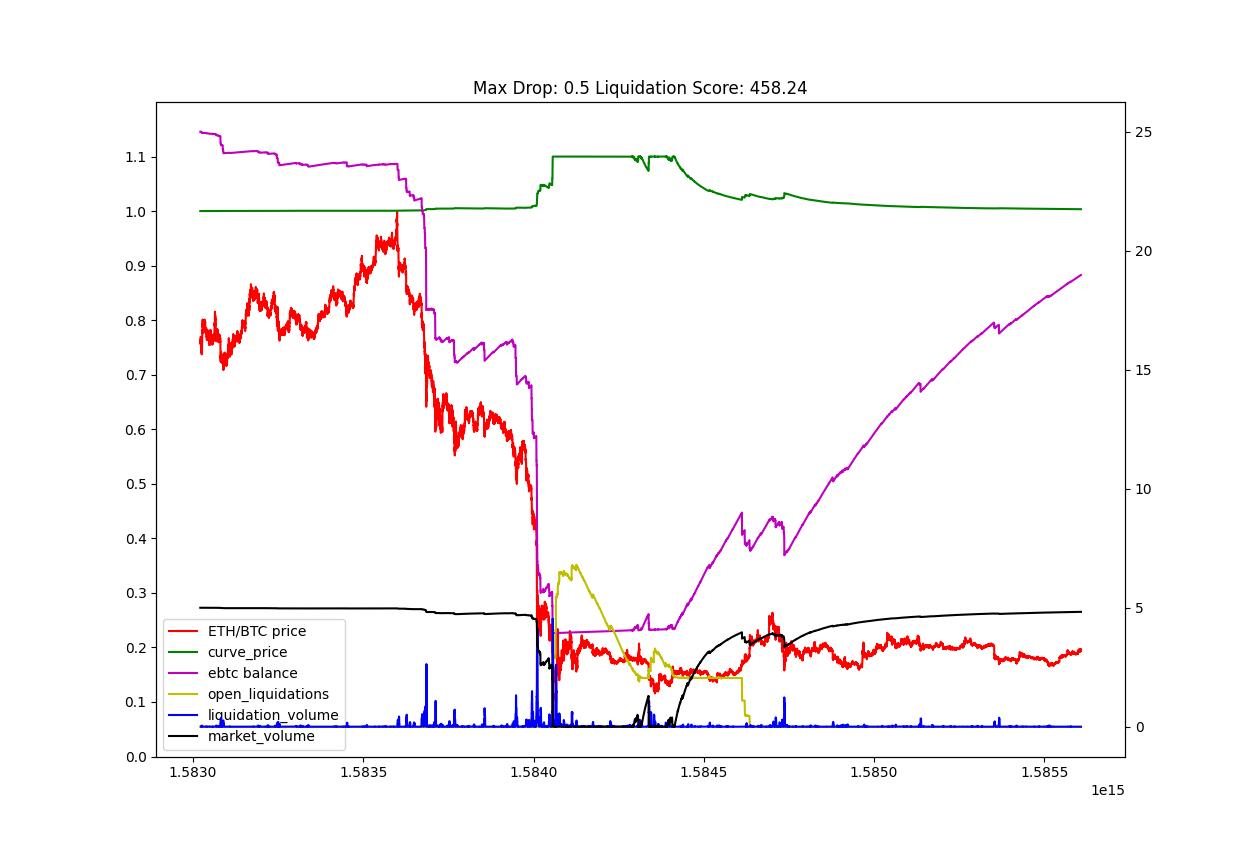 Max Drop: 0.5 Liquidation Score: 458.24
1.1
1.0
0.9
0.8
0.7
0.6
0.5
0.4
0.3
0.2
0.1
0.0
25
20
15
10
5
0
ETH/BTC price
curve_price
ebtc balance
open_liquidations
liquidation_volume
market_volume
1.5830 1.5835 1.5840 1.5845 1.5850 1.5855
1e15